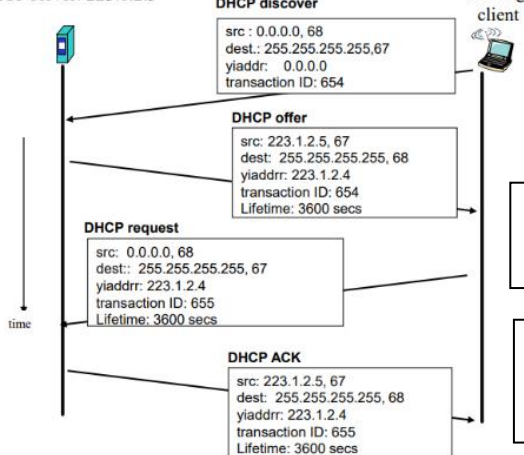 DHCP discover
client
src : 0.0.0.0, 68
dest.: 255.255.255.255,67
yiaddr: 0.0.0.0
transaction ID: 654
DHCP offer
src: 223.1.2.5, 67
dest: 255.255.255.255, 68
yiaddrr: 223.1.2.4
transaction ID: 654
Lifetime: 3600 secs
DHCP request
src: 0.0.0.0, 68
dest:: 255.255.255.255, 67
yiaddrr: 223.1.2.4
transaction ID: 655
Lifetime: 3600 secs
time
DHCP ACK
src: 223.1.2.5, 67
dest: 255.255.255.255, 68
yiaddrr: 223.1.2.4
transaction ID: 655
Lifetime: 3600 secs